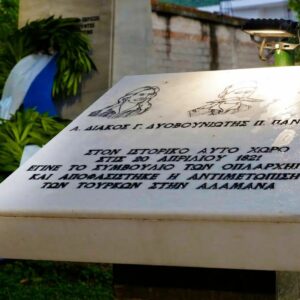 Α. ΔΙΑΚΟΣ Γ. ΔΥΟΒΟΥΝΙΩΤΗΣ Π. ΠΑΝ
ΣΤΟΝ ΙΣΤΟΡΙΚΟ ΑΥΤΟ ΧΩΡΟ
ΣΤΙΣ 20 ΑΠΡΙΛΙΟΥ 1821
ΕΓΙΝΕ ΤΟ ΣΥΜΒΟΥΛΙΟ ΤΩΝ ΟΠΛΑΡΧΗΓ
ΚΑΙ ΑΠΟΦΑΣΙΣΤΗΚΕ Η ΑΝΤΙΜΕΤΩΠΙΣΗ
ΤΩΝ ΤΟΥΡΚΩΝ ΣΤΗΝ ΑΛΑΜΑΝΑ